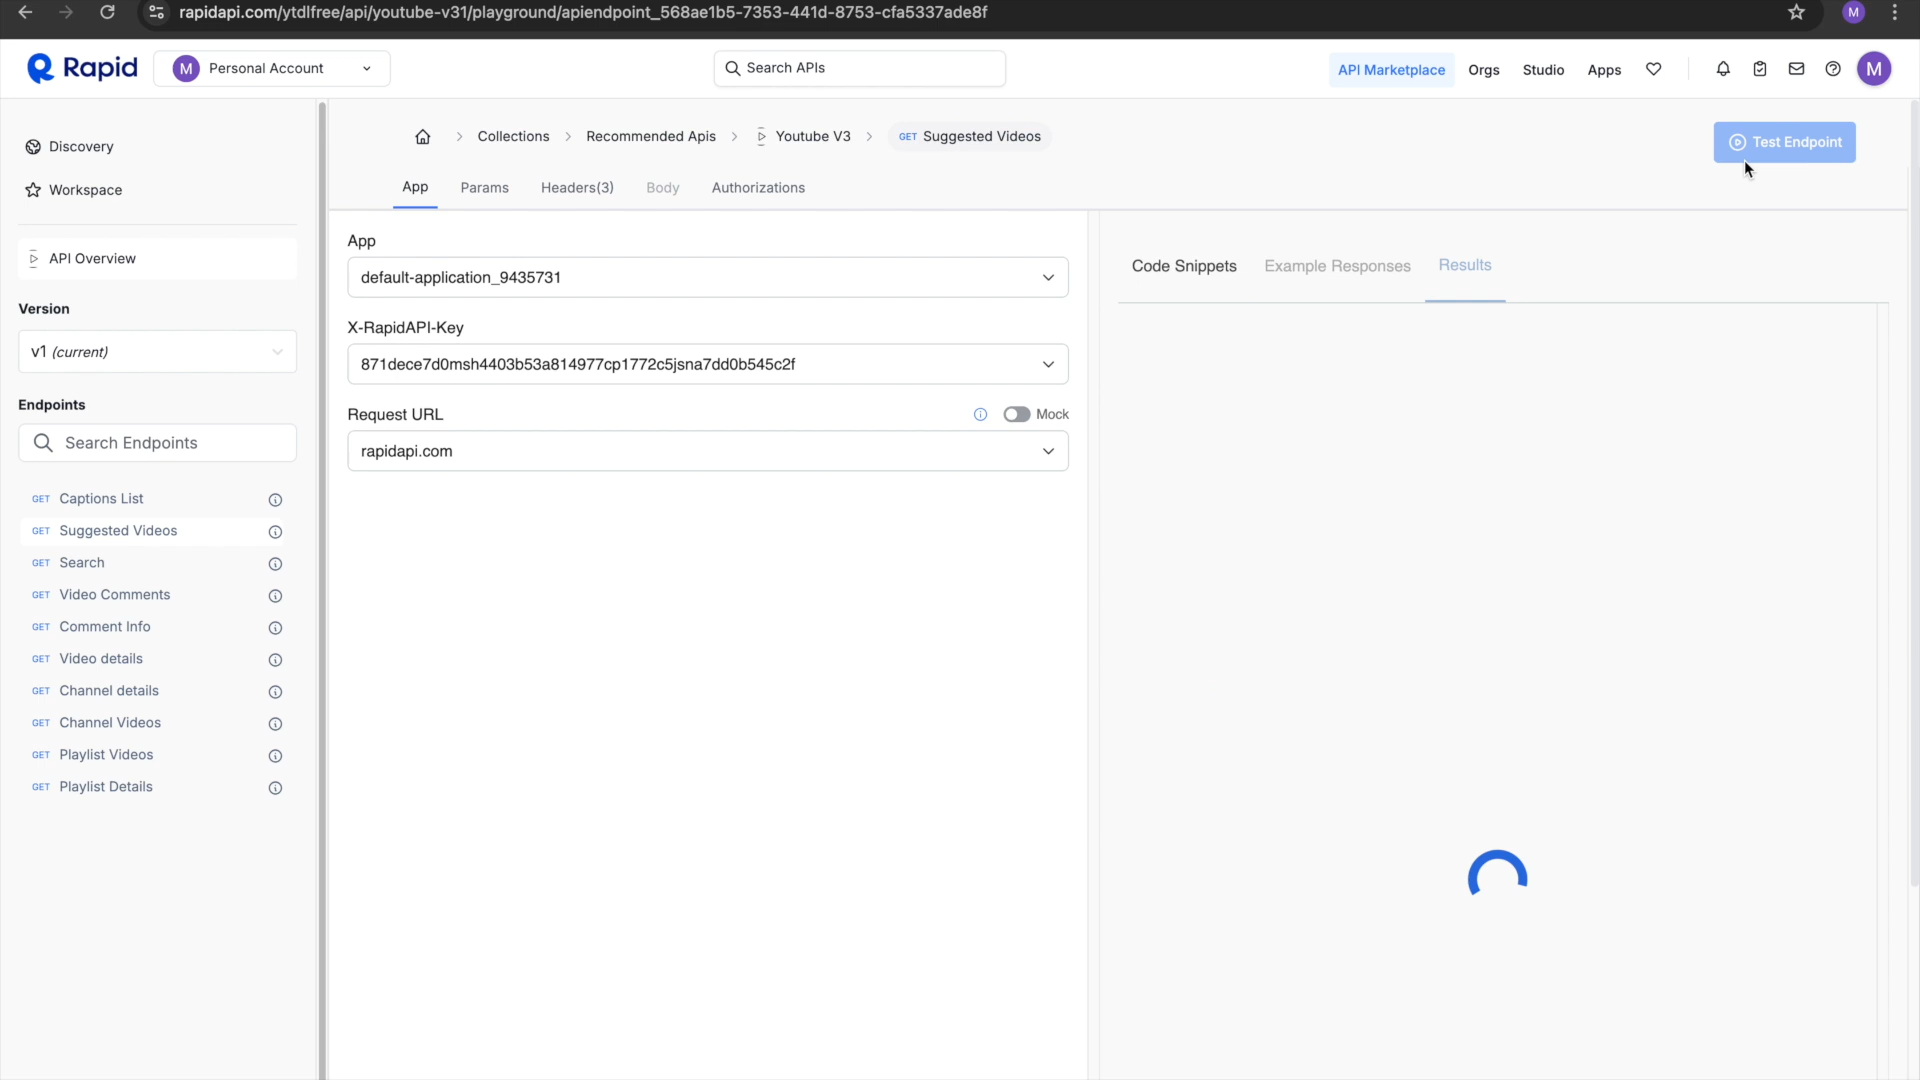 rapidapi.com/ytdlfree/api/youtube-v31/playground/apiendpoint_568ae1b5-7353-441d-8753-cfa5337ade8f
M
Rapid
M Personal Account
Search APIs
API Marketplace
Orgs
Studio
Apps
M
Discovery
Workspace
API Overview
Version
v1 (current)
Endpoints
Search Endpoints
GET Captions List
GET Suggested Videos
GET Search
GET Video Comments
GET Comment Info
GET Video details
GET Channel details
GET Channel Videos
GET Playlist Videos
GET Playlist Details
Collections
Recommended Apis
Youtube V3
GET Suggested Videos
Test Endpoint
App
Params
Headers(3)
Body
Authorizations
App
default-application_9435731
X-RapidAPI-Key
871dece7d0msh4403b53a814977cp1772c5jsna7dd0b545c2f
Request URL
Mock
rapidapi.com
Code Snippets
Example Responses
Results